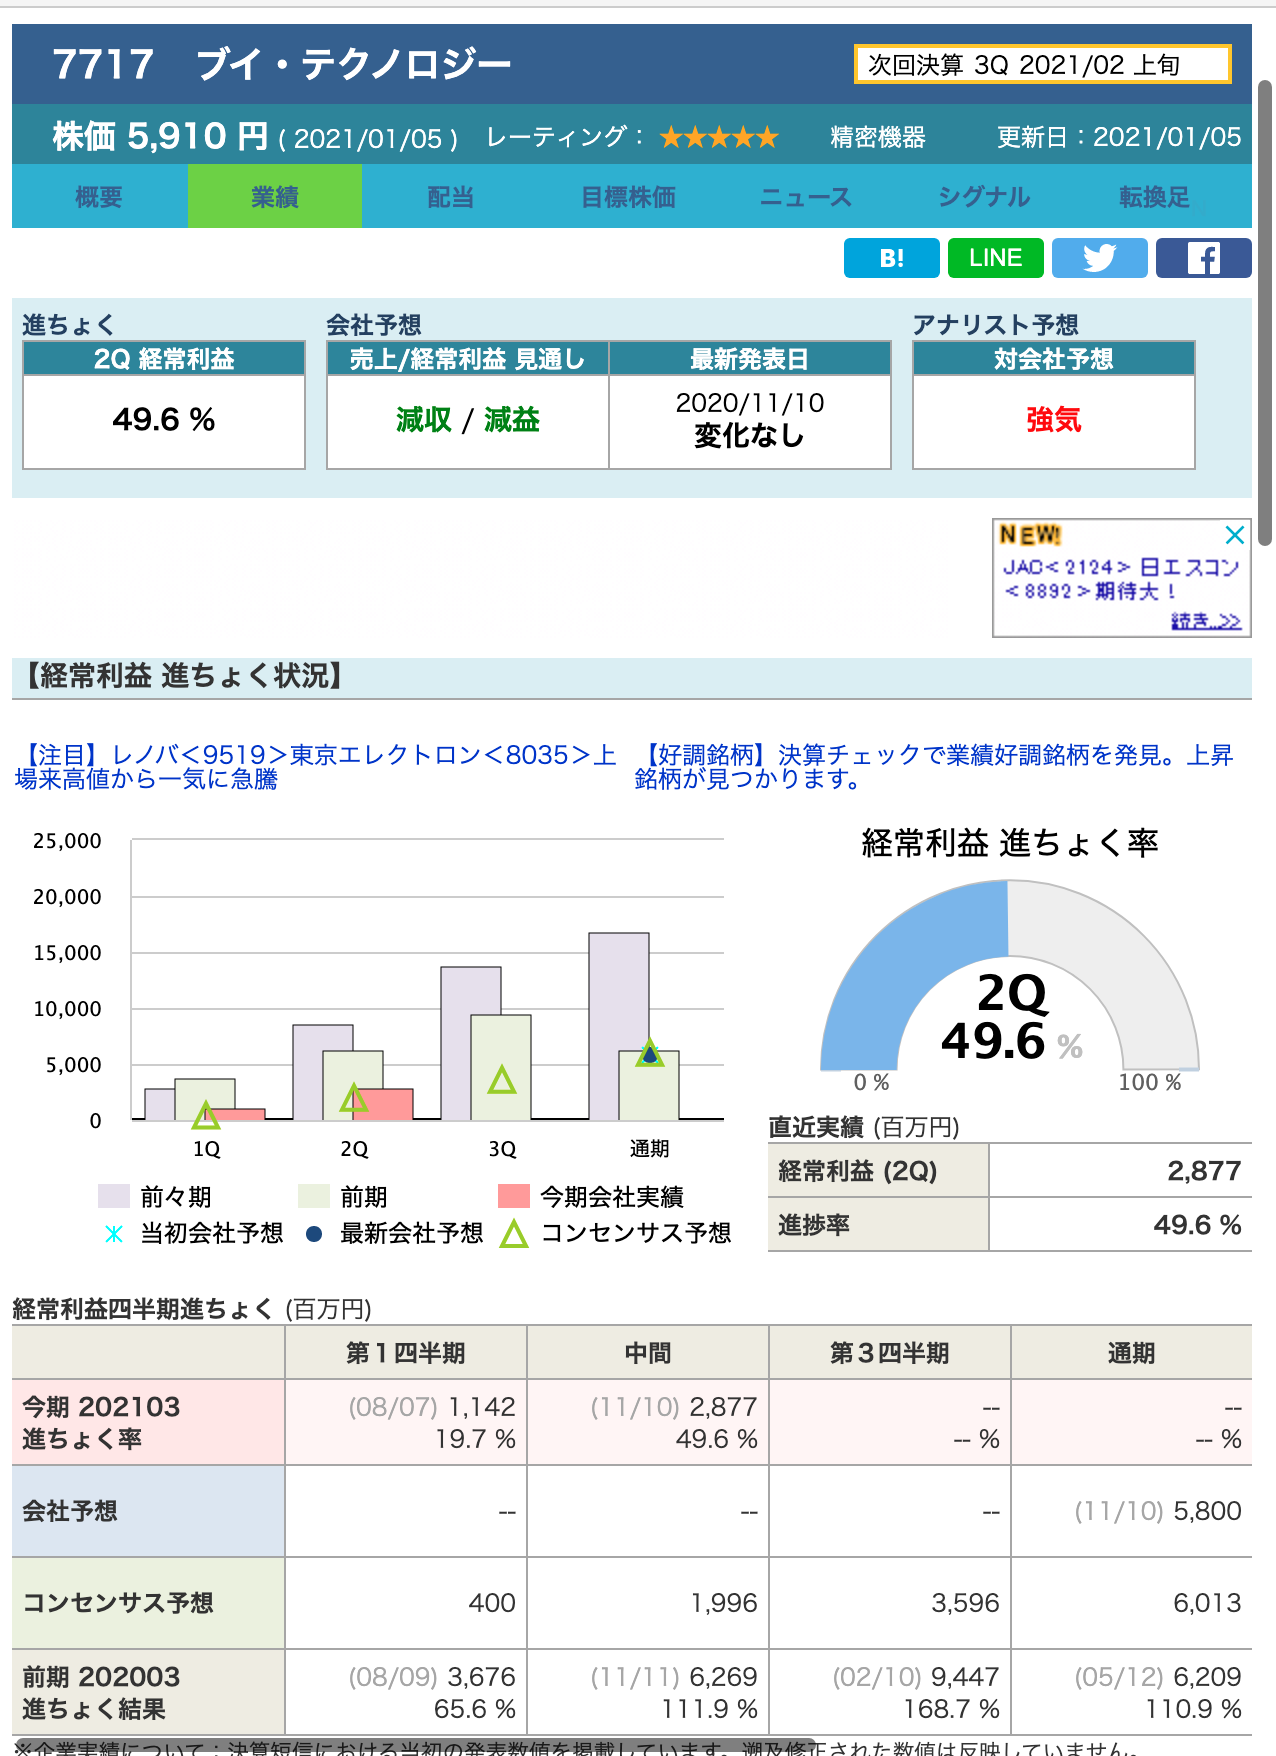 7717 ブイ・テクノロジー
次回決算 3Q 2021/02 上旬
株価 5,910 円 ( 2021/01/05 ) レーティング： ★★★★★ 精密機器 更新日：2021/01/05
概要 業績 配当 目標株価 ニュース シグナル 転換足
B! LINE
進ちょく 会社予想 アナリスト予想
2Q 経常利益 売上/経常利益 見通し 最新発表日 対会社予想
49.6 % 減収 / 減益 2020/11/10 強気
変化なし
NEW!
JAC<2124> 日エスコン
<8892>期待大！
続き..>>
【経常利益 進ちょく状況】
【注目】レノバ＜9519＞東京エレクトロン＜8035＞上
場来高値から一気に急騰
【好調銘柄】決算チェックで業績好調銘柄を発見。上昇
銘柄が見つかります。
25,000
20,000
15,000
10,000
5,000
0
1Q 2Q 3Q 通期
前々期 前期 今期会社実績
当初会社予想 最新会社予想 コンセンサス予想
経常利益 進ちょく率
2Q
49.6 %
0 % 100 %
直近実績 (百万円)
経常利益 (2Q) 2,877
進捗率 49.6 %
経常利益四半期進ちょく (百万円)
第１四半期 中間 第３四半期 通期
今期 202103 (08/07) 1,142 (11/10) 2,877 -- --
進ちょく率 19.7 % 49.6 % -- % -- %
会社予想 -- -- -- (11/10) 5,800
コンセンサス予想 400 1,996 3,596 6,013
前期 202003 (08/09) 3,676 (11/11) 6,269 (02/10) 9,447 (05/12) 6,209
進ちょく結果 65.6 % 111.9 % 168.7 % 110.9 %
※企業実績について：決算短信における当初の発表数値を掲載しています。遡及修正された数値は反映していません。